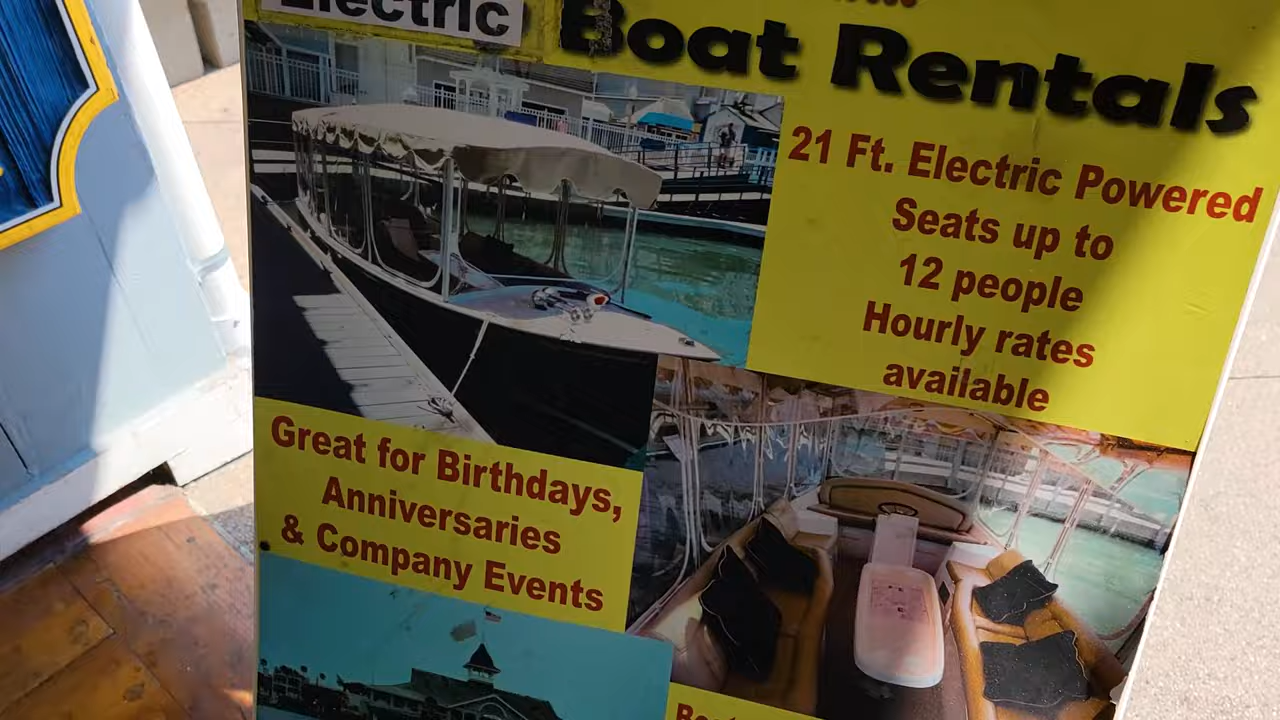 Electric Boat Rentals
21 Ft. Electric Powered
Seats up to
12 people
Hourly rates
available
Great for Birthdays,
Anniversaries
& Company Events